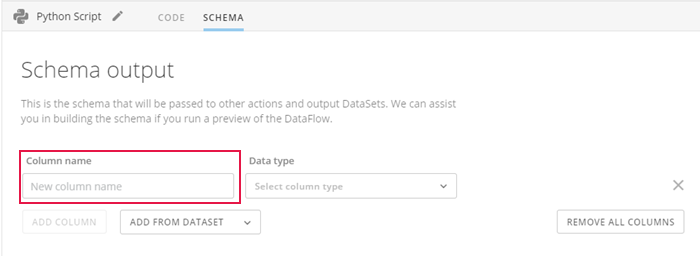 Python Script CODE SCHEMA
Schema output
This is the schema that will be passed to other actions and output DataSets. We can assist
you in building the schema if you run a preview of the DataFlow.
Column name Data type
New column name Select column type
ADD COLUMN ADD FROM DATASET REMOVE ALL COLUMNS